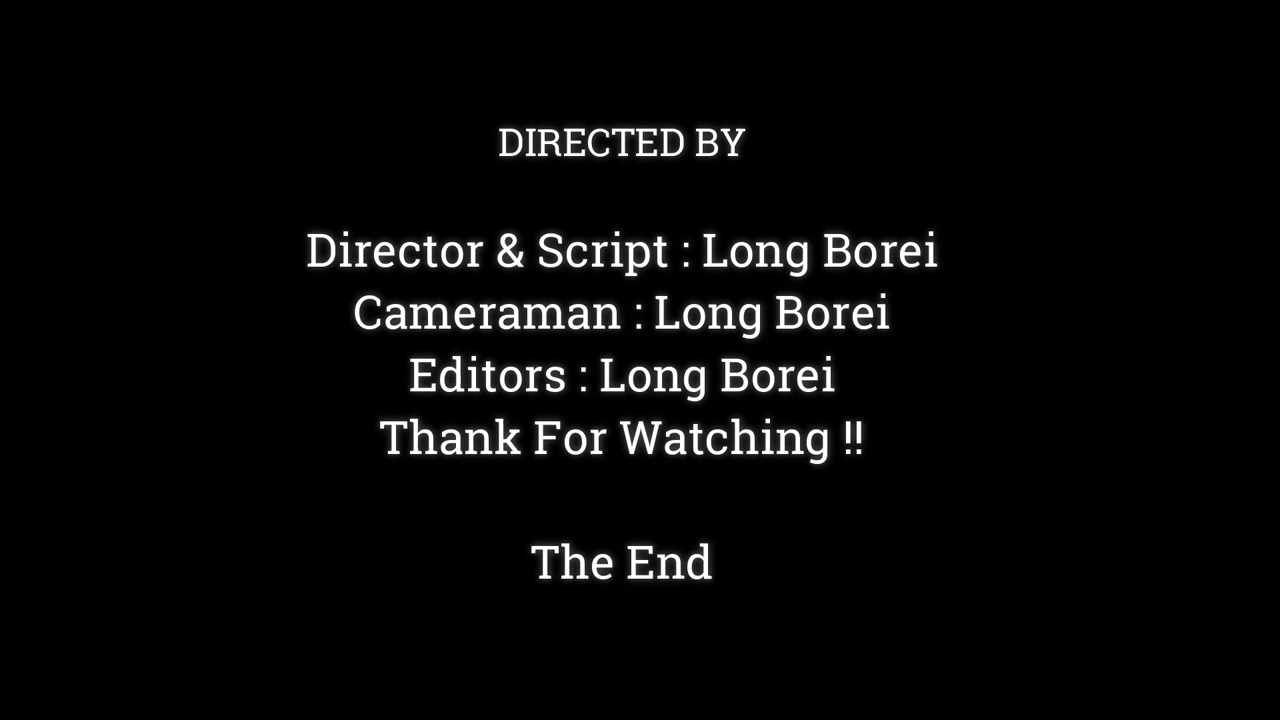 DIRECTED BY
Director & Script : Long Borei
Cameraman : Long Borei
Editors : Long Borei
Thank For Watching !!
The End